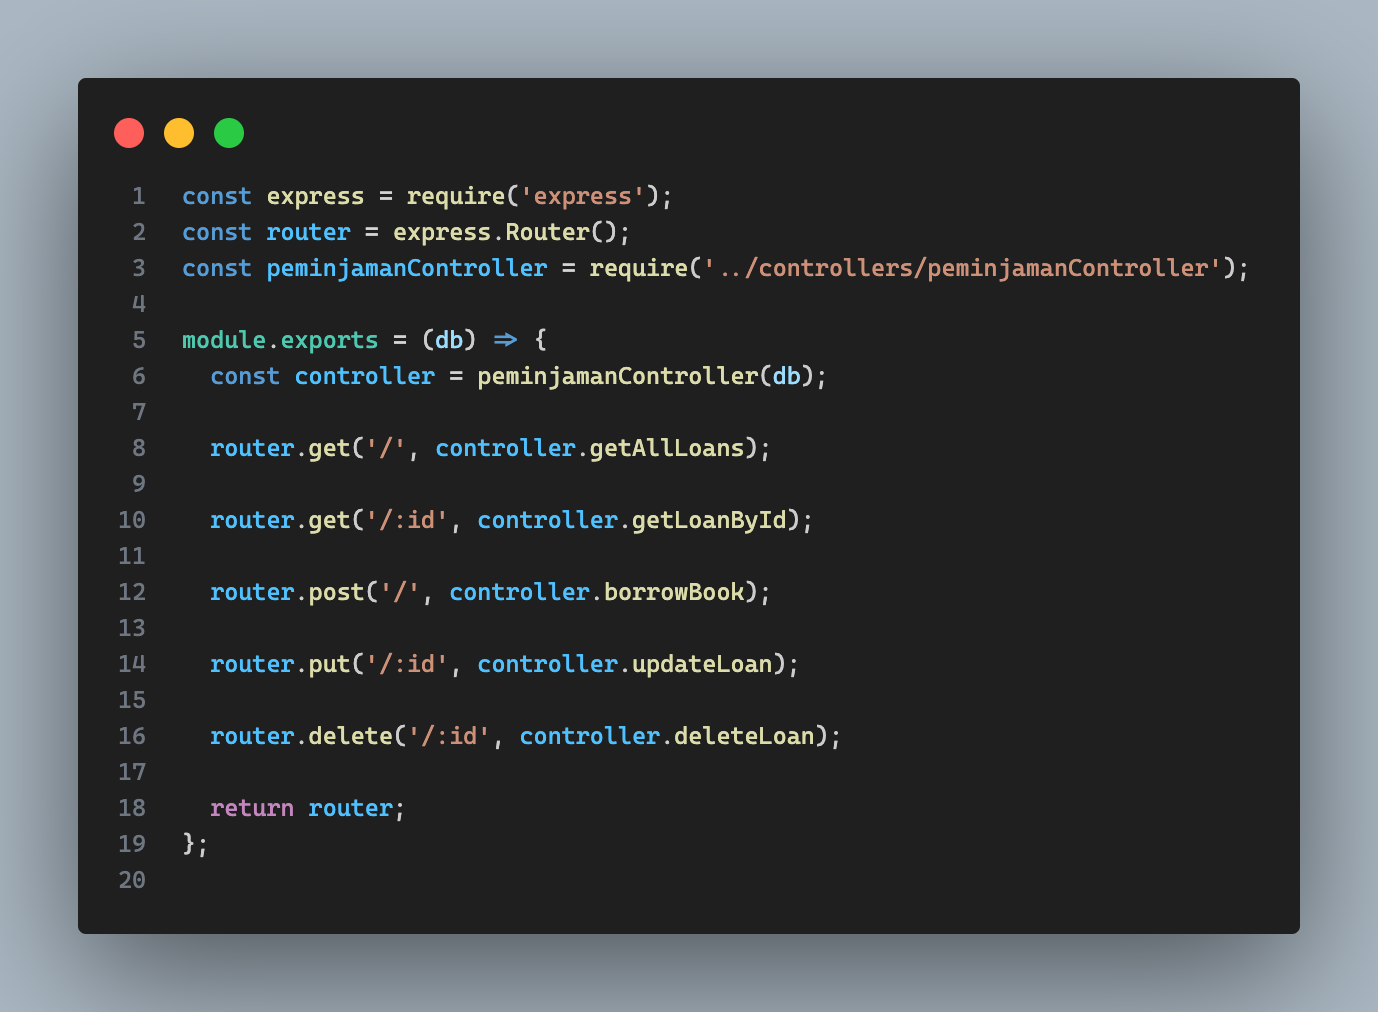 1 const express = require('express');
2 const router = express.Router();
3 const peminjamanController = require('../controllers/peminjamanController');
4
5 module.exports = (db) => {
6   const controller = peminjamanController(db);
7
8   router.get('/', controller.getAllLoans);
9
10   router.get('/:id', controller.getLoanById);
11
12   router.post('/', controller.borrowBook);
13
14   router.put('/:id', controller.updateLoan);
15
16   router.delete('/:id', controller.deleteLoan);
17
18   return router;
19 };
20